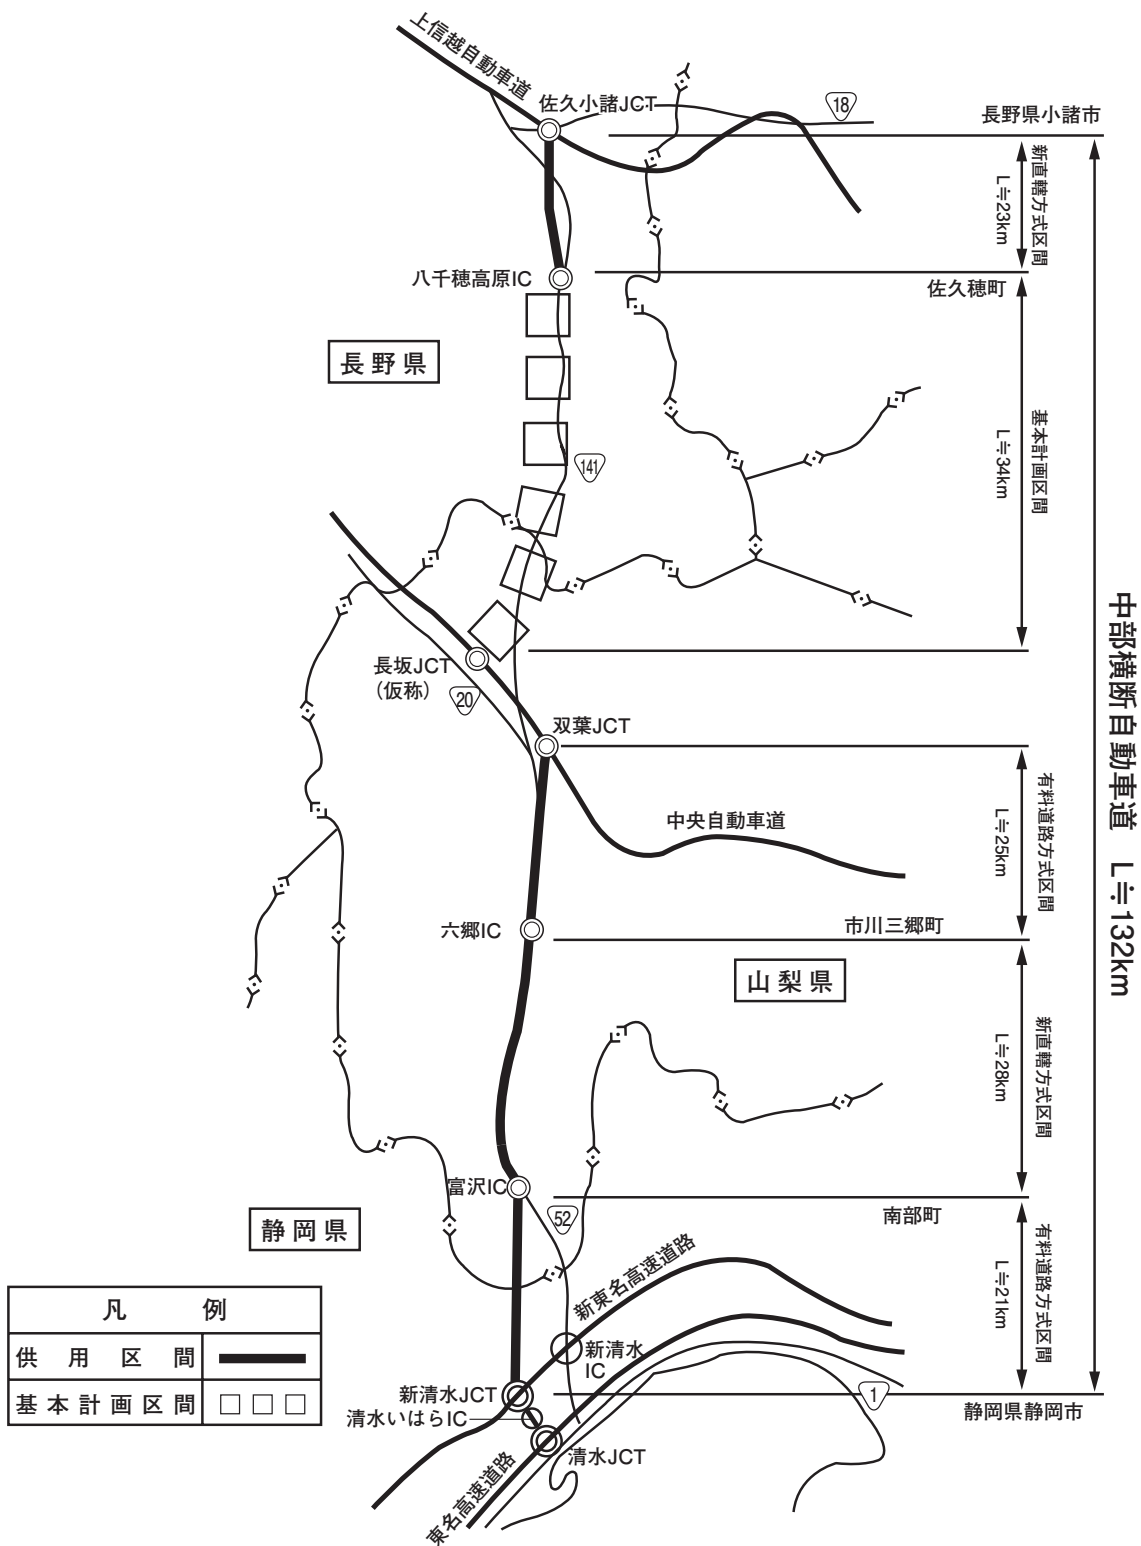 上信越自動車道
佐久小諸JCT
18
長野県小諸市
新直轄方式区間
L≒23km
八千穂高原IC
佐久穂町
長野県
基本計画区間
L≒34km
141
長坂JCT
（仮称）
20
双葉JCT
中部横断自動車道 L≒132km
有料道路方式区間
L≒25km
中央自動車道
六郷IC
市川三郷町
山梨県
新直轄方式区間
L≒28km
富沢IC
52
南部町
静岡県
有料道路方式区間
L≒21km
新東名高速道路
新清水
IC
新清水JCT
清水いはらIC
1
静岡県静岡市
清水JCT
東名高速道路
凡例
供用区間
基本計画区間